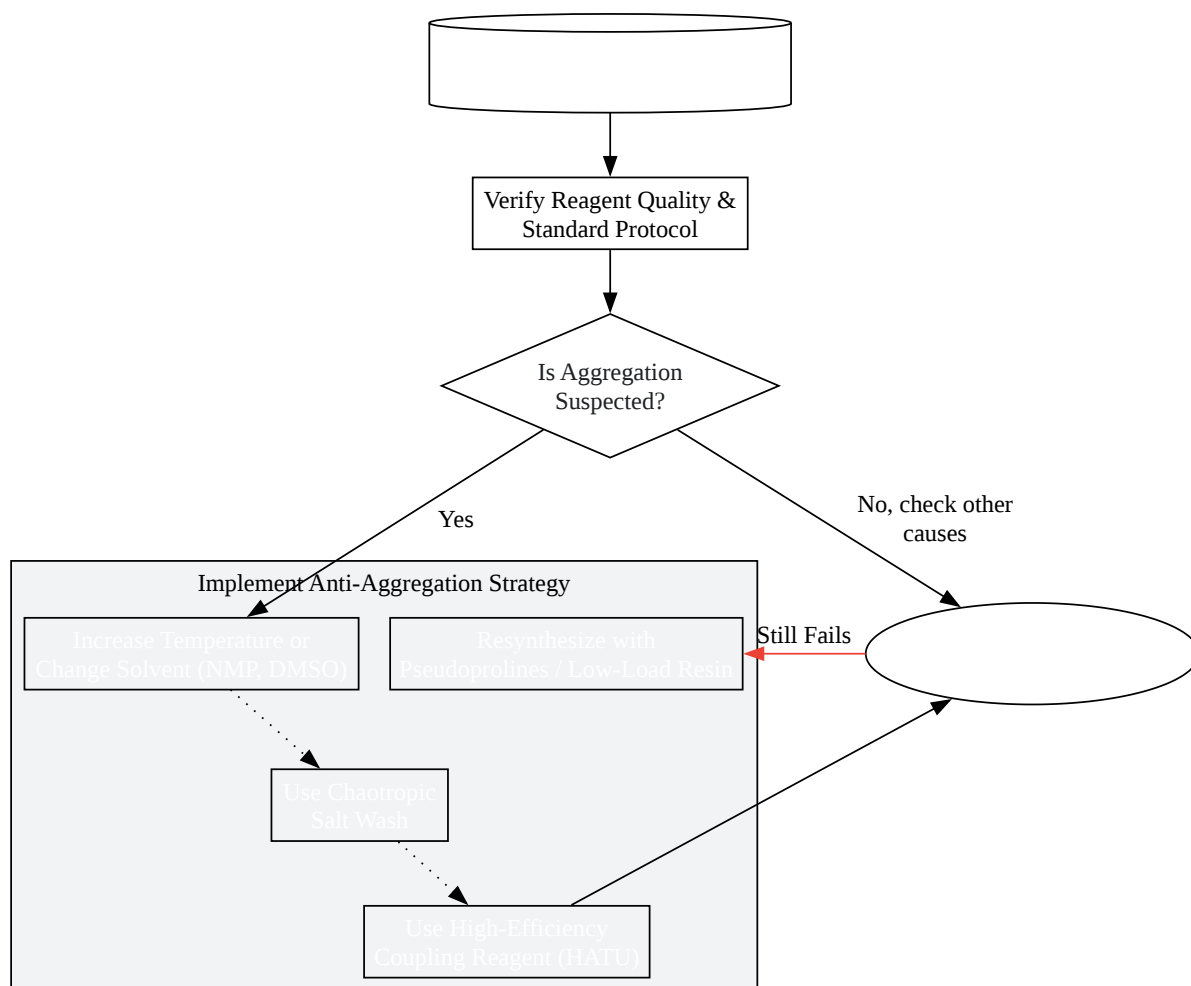 Verify Reagent Quality &
Standard Protocol
Is Aggregation
Suspected?
Yes
No, check other
causes
Implement Anti-Aggregation Strategy
Increase Temperature or
Change Solvent (NMP, DMSO)
Resynthesize with
Pseudoprolines / Low-Load Resin
Still Fails
Use Chaotropic
Salt Wash
Use High-Efficiency
Coupling Reagent (HATU)